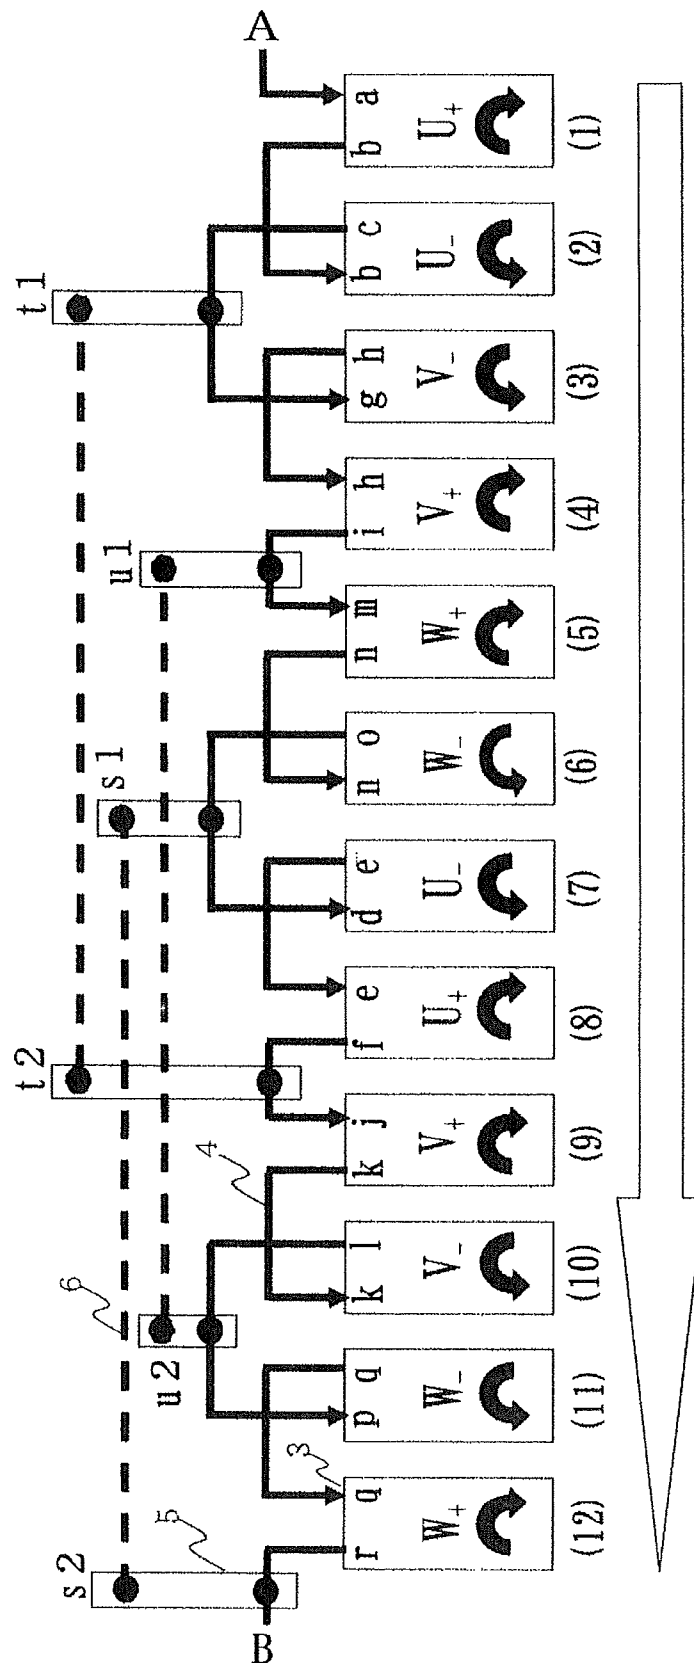 s2 u2 t2 s1 u1 t1
6
5 4
3
B A
r q p q k l k j f e d e n o n m i h g h b c b a
W+ W- V- V+ U+ U- W- W+ V+ V- U- U+
(12) (11) (10) (9) (8) (7) (6) (5) (4) (3) (2) (1)